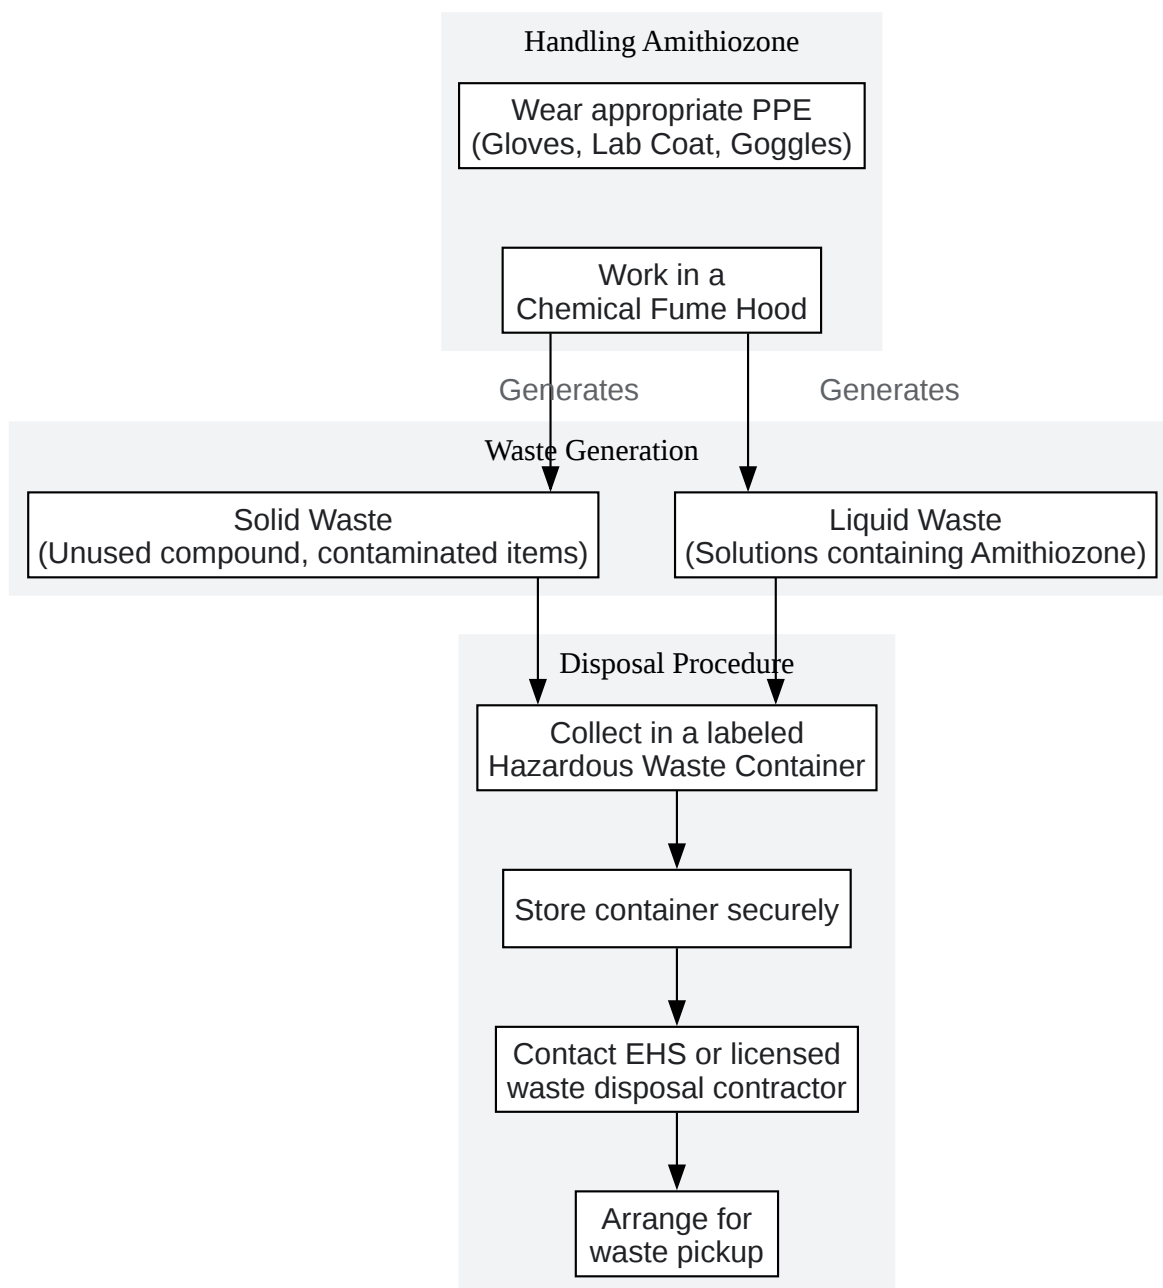 Handling Amithiozone
Wear appropriate PPE
(Gloves, Lab Coat, Goggles)
Work in a
Chemical Fume Hood
Generates
Generates
Waste Generation
Solid Waste
(Unused compound, contaminated items)
Liquid Waste
(Solutions containing Amithiozone)
Disposal Procedure
Collect in a labeled
Hazardous Waste Container
Store container securely
Contact EHS or licensed
waste disposal contractor
Arrange for
waste pickup